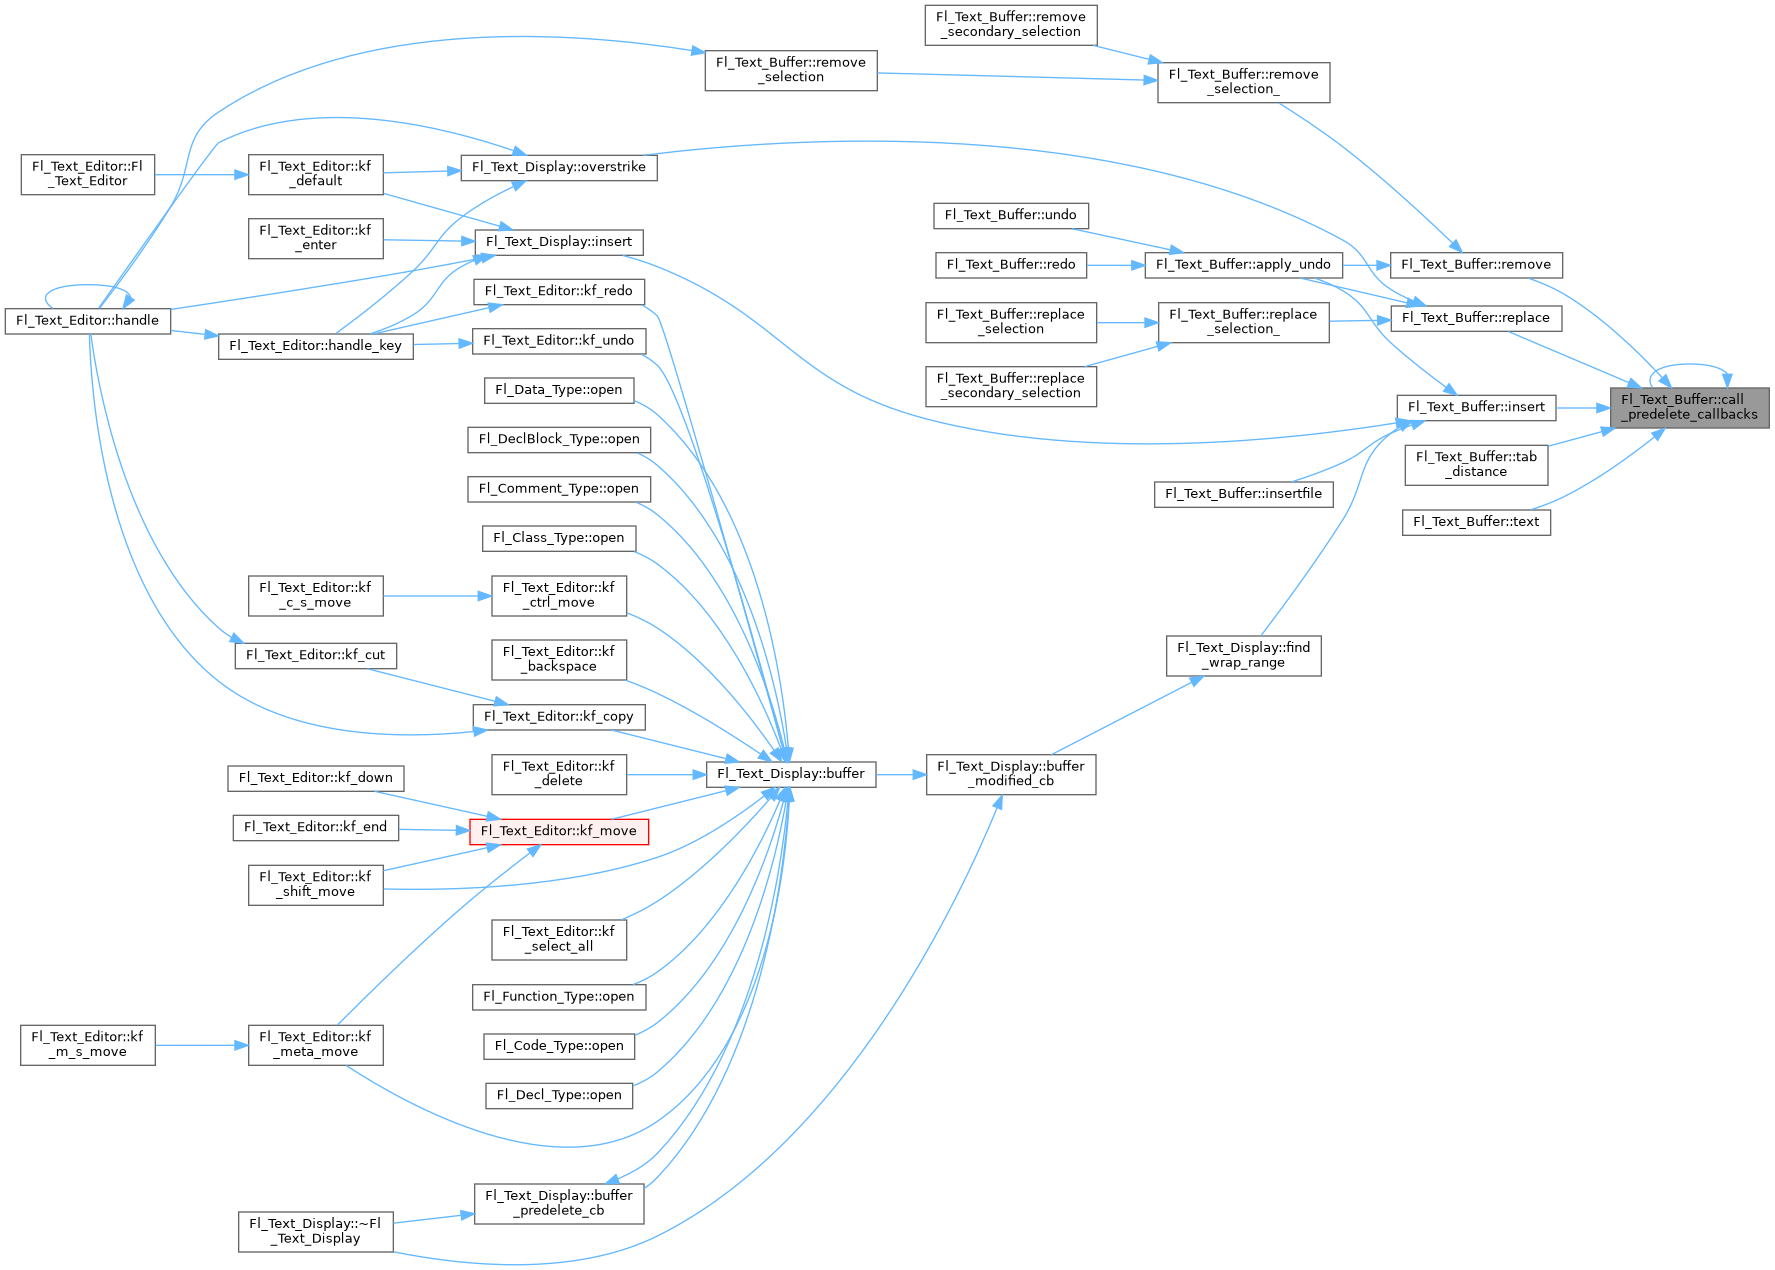 Fl_Text_Buffer::remove
_secondary_selection
Fl_Text_Buffer::remove
_selection
Fl_Text_Buffer::remove
_selection_
Fl_Text_Editor::Fl
_Text_Editor
Fl_Text_Editor::kf
_default
Fl_Text_Display::overstrike
Fl_Text_Buffer::undo
Fl_Text_Editor::kf
_enter
Fl_Text_Display::insert
Fl_Text_Buffer::redo
Fl_Text_Buffer::apply_undo
Fl_Text_Buffer::remove
Fl_Text_Editor::kf_redo
Fl_Text_Editor::handle
Fl_Text_Buffer::replace
_selection
Fl_Text_Buffer::replace
_selection_
Fl_Text_Buffer::replace
Fl_Text_Editor::handle_key
Fl_Text_Editor::kf_undo
Fl_Text_Buffer::replace
_secondary_selection
Fl_Data_Type::open
Fl_Text_Buffer::insert
Fl_Text_Buffer::call
_predelete_callbacks
Fl_DeclBlock_Type::open
Fl_Text_Buffer::tab
_distance
Fl_Comment_Type::open
Fl_Text_Buffer::insertfile
Fl_Text_Buffer::text
Fl_Class_Type::open
Fl_Text_Editor::kf
_c_s_move
Fl_Text_Editor::kf
_ctrl_move
Fl_Text_Editor::kf_cut
Fl_Text_Editor::kf
_backspace
Fl_Text_Display::find
_wrap_range
Fl_Text_Editor::kf_copy
Fl_Text_Editor::kf_down
Fl_Text_Editor::kf
_delete
Fl_Text_Display::buffer
Fl_Text_Display::buffer
_modified_cb
Fl_Text_Editor::kf_end
Fl_Text_Editor::kf_move
Fl_Text_Editor::kf
_shift_move
Fl_Text_Editor::kf
_select_all
Fl_Function_Type::open
Fl_Text_Editor::kf
_m_s_move
Fl_Text_Editor::kf
_meta_move
Fl_Code_Type::open
Fl_Decl_Type::open
Fl_Text_Display::buffer
_predelete_cb
Fl_Text_Display::~Fl
_Text_Display